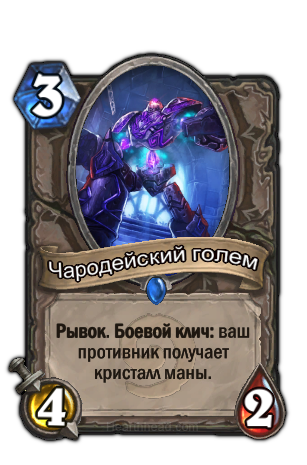 3
Чародейский голем
Рывок. Боевой клич: ваш
противник получает
кристалл маны.
4
2